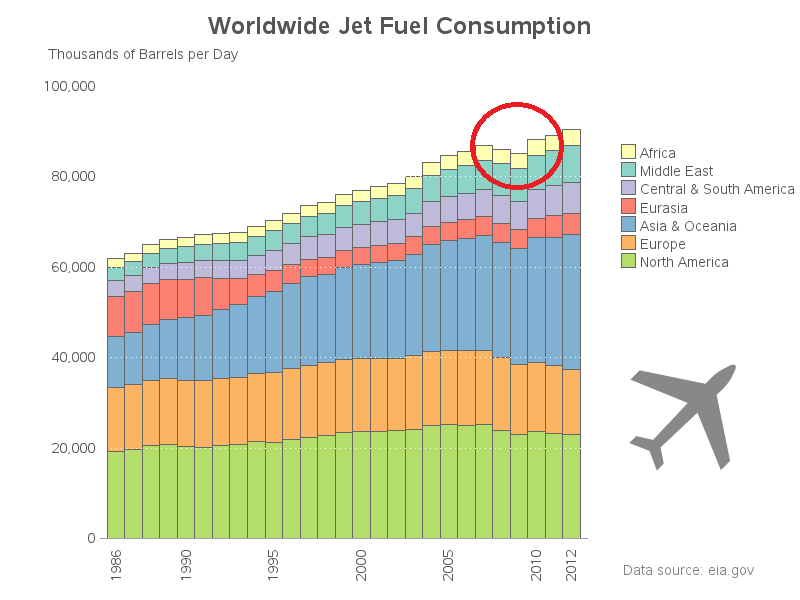 Worldwide Jet Fuel Consumption
Thousands of Barrels per Day
100,000
80,000
60,000
40,000
20,000
0
1986
1990
1995
2000
2005
2010
2012
Africa
Middle East
Central & South America
Eurasia
Asia & Oceania
Europe
North America
Data source: eia.gov